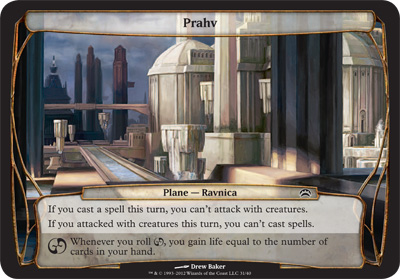 Prahv
Plane — Ravnica
If you cast a spell this turn, you can't attack with creatures.
If you attacked with creatures this turn, you can't cast spells.
Whenever you roll , you gain life equal to the number of
cards in your hand.
Drew Baker
™ & © 1993–2012 Wizards of the Coast LLC 31/40